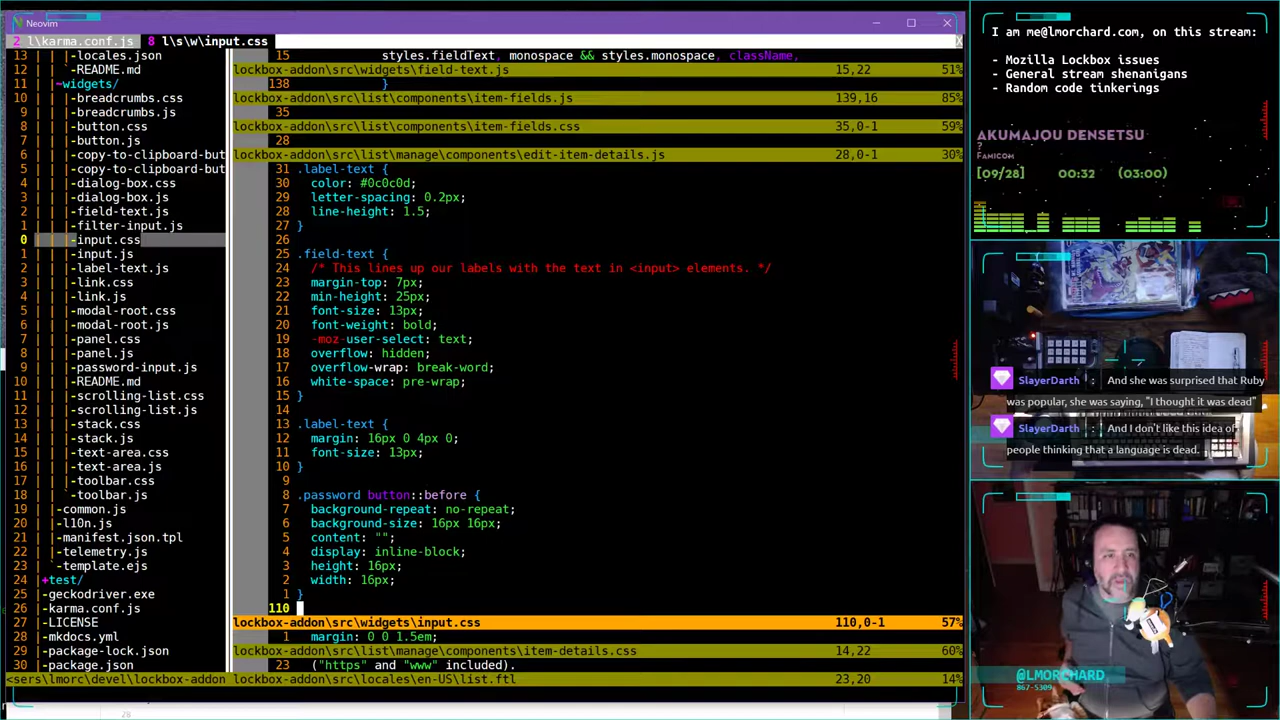 Neovim
2 l\karma.conf.js 8 l\s\w\input.css X
13 | | | |-locales.json
12 | | | `-README.md
11 | | |=widgets/
10 | | | |-breadcrumbs.css
9 | | | |-breadcrumbs.js
8 | | | |-button.css
7 | | | |-button.js
6 | | | |-copy-to-clipboard-but
5 | | | |-copy-to-clipboard-but
4 | | | |-dialog-box.css
3 | | | |-dialog-box.js
2 | | | |-field-text.js
1 | | | |-filter-input.js
0 | | | |-input.css
1 | | | |-input.js
2 | | | |-label-text.js
3 | | | |-link.css
4 | | | |-link.js
5 | | | |-modal-root.css
6 | | | |-modal-root.js
7 | | | |-panel.css
8 | | | |-panel.js
9 | | | |-password-input.js
10 | | | |-README.md
11 | | | |-scrolling-list.css
12 | | | |-scrolling-list.js
13 | | | |-stack.css
14 | | | |-stack.js
15 | | | |-text-area.css
16 | | | |-text-area.js
17 | | | |-toolbar.css
18 | | | `-toolbar.js
19 | | |-common.js
20 | | |-l10n.js
21 | | |-manifest.json.tpl
22 | | |-telemetry.js
23 | | `-template.ejs
24 |+test/
25 |-geckodriver.exe
26 |-karma.conf.js
27 |-LICENSE
28 |-mkdocs.yml
29 |-package-lock.json
30 |-package.json
<sers\lmorc\devel\lockbox-addon
15 styles.fieldText, monospace && styles.monospace, className,
lockbox-addon\src\widgets\field-text.js 15,22 51%
138 }
lockbox-addon\src\list\components\item-fields.js 139,16 85%
35
lockbox-addon\src\list\components\item-fields.css 35,0-1 59%
28
lockbox-addon\src\list\manage\components\edit-item-details.js 28,0-1 30%
31 .label-text {
30 color: #0c0c0d;
29 letter-spacing: 0.2px;
28 line-height: 1.5;
27 }
26
25 .field-text {
24 /* This lines up our labels with the text in <input> elements. */
23 margin-top: 7px;
22 min-height: 25px;
21 font-size: 13px;
20 font-weight: bold;
19 -moz-user-select: text;
18 overflow: hidden;
17 overflow-wrap: break-word;
16 white-space: pre-wrap;
15 }
14
13 .label-text {
12 margin: 16px 0 4px 0;
11 font-size: 13px;
10 }
9
8 .password button::before {
7 background-repeat: no-repeat;
6 background-size: 16px 16px;
5 content: "";
4 display: inline-block;
3 height: 16px;
2 width: 16px;
1 }
110
lockbox-addon\src\widgets\input.css 110,0-1 57%
1 margin: 0 0 1.5em;
lockbox-addon\src\list\manage\components\item-details.css 14,22 60%
23 ("https" and "www" included).
lockbox-addon\src\locales\en-US\list.ftl 23,20 14%
28
I am me@lmorchard.com, on this stream:
- Mozilla Lockbox issues
- General stream shenanigans
- Random code tinkerings
AKUMAJOU DENSETSU
?
FAMICOM
[09/28] 00:32 (03:00)
SlayerDarth : And she was surprised that Ruby
was popular, she was saying, "I thought it was dead"
SlayerDarth : And I don't like this idea of
people thinking that a language is dead.
@LMORCHARD
867-5309